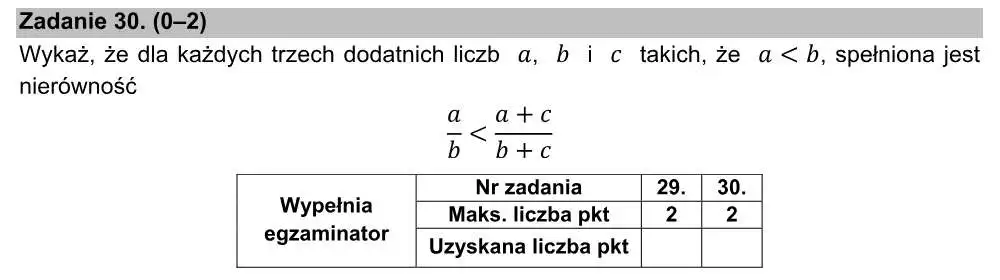 Zadanie 30. (0–2)
Wykaż, że dla każdych trzech dodatnich liczb a, b i c takich, że a < b, spełniona jest
nierówność
a/b < (a + c)/(b + c)
Wypełnia egzaminator
Nr zadania 29. 30.
Maks. liczba pkt 2 2
Uzyskana liczba pkt